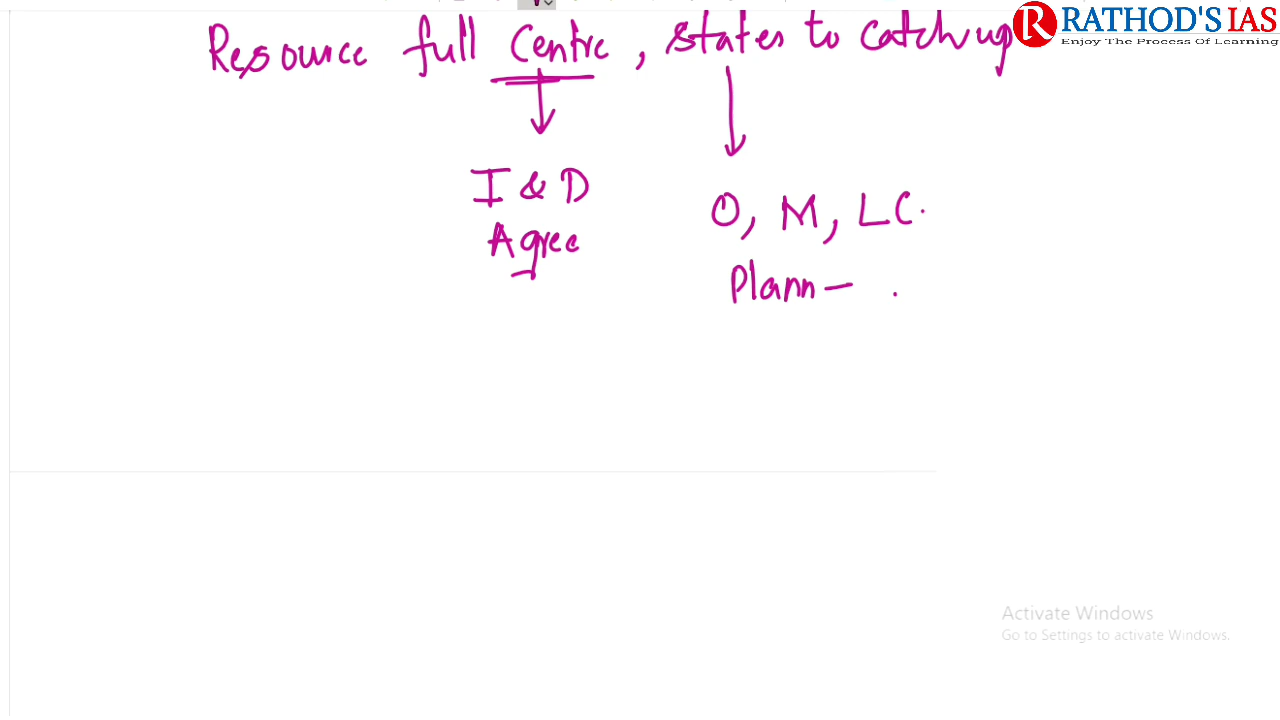 Resource full Centre, states to catch up
RATHOD'S IAS
Enjoy The Process Of Learning
I & D
Agree
O, M, LC.
Plann - .
Activate Windows
Go to Settings to activate Windows.